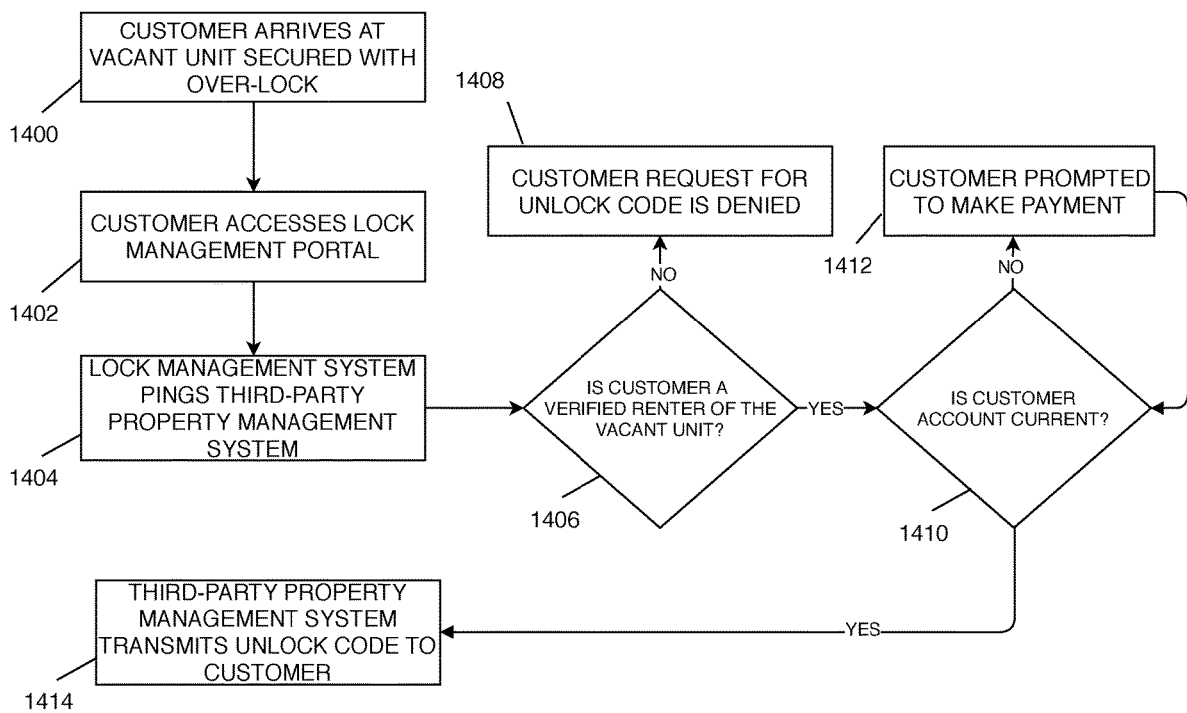 CUSTOMER ARRIVES AT
VACANT UNIT SECURED WITH
OVER-LOCK
1400
CUSTOMER ACCESSES LOCK
MANAGEMENT PORTAL
1402
LOCK MANAGEMENT SYSTEM
PINGS THIRD-PARTY
PROPERTY MANAGEMENT
SYSTEM
1404
IS CUSTOMER A
VERIFIED RENTER OF THE
VACANT UNIT?
1406
NO
1408
CUSTOMER REQUEST FOR
UNLOCK CODE IS DENIED
YES
IS CUSTOMER
ACCOUNT CURRENT?
1410
NO
CUSTOMER PROMPTED
TO MAKE PAYMENT
1412
YES
THIRD-PARTY PROPERTY
MANAGEMENT SYSTEM
TRANSMITS UNLOCK CODE TO
CUSTOMER
1414